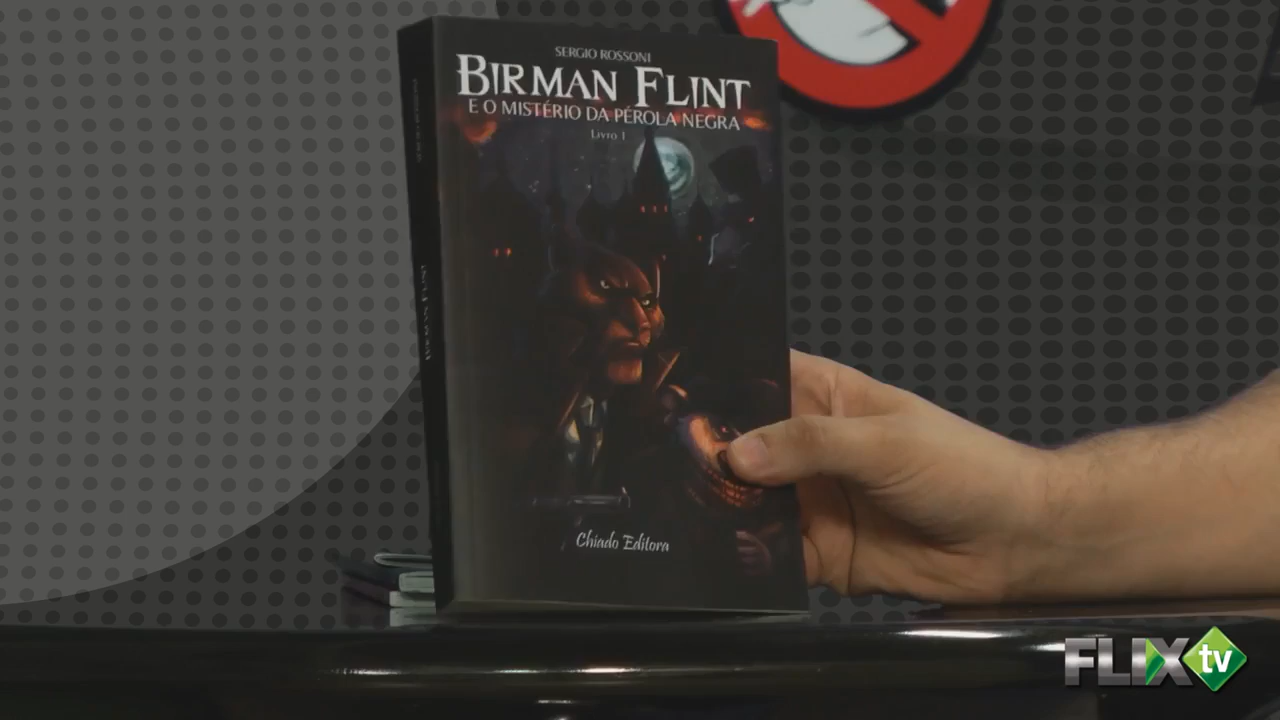 SERGIO ROSSONI
BIRMAN FLINT
E O MISTÉRIO DA PÉROLA NEGRA
LIVRO 1
Chiado Editora
FLIX tv